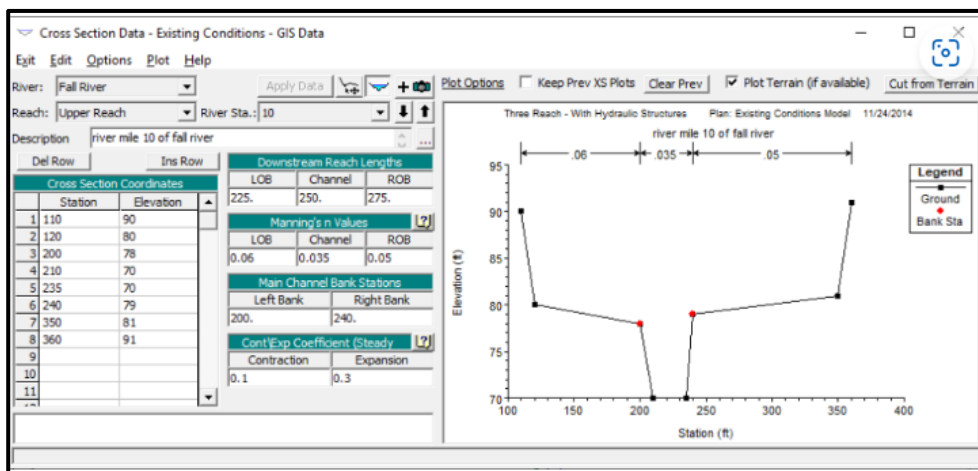 Cross Section Data - Existing Conditions - GIS Data
Exit Edit Options Plot Help
River: Fall River Apply Data
Reach: Upper Reach River Sta.: 10
Description river mile 10 of fall river ...
Del Row Ins Row
Cross Section Coordinates
Station Elevation
1 110 90
2 120 80
3 200 78
4 210 70
5 235 70
6 240 79
7 350 81
8 360 91
9
10
11
Downstream Reach Lengths
LOB Channel ROB
225. 250. 275.
Manning's n Values
LOB Channel ROB
0.06 0.035 0.05
Main Channel Bank Stations
Left Bank Right Bank
200. 240.
Cont\Exp Coefficient (Steady
Contraction Expansion
0.1 0.3
Plot Options Keep Prev XS Plots Clear Prev Plot Terrain (if available) Cut from Terrain
Three Reach - With Hydraulic Structures Plan: Existing Conditions Model 11/24/2014
river mile 10 of fall river
.06 .035 .05
95
90
85
80
75
70
Elevation (ft)
100 150 200 250 300 350 400
Station (ft)
Legend
Ground
Bank Sta